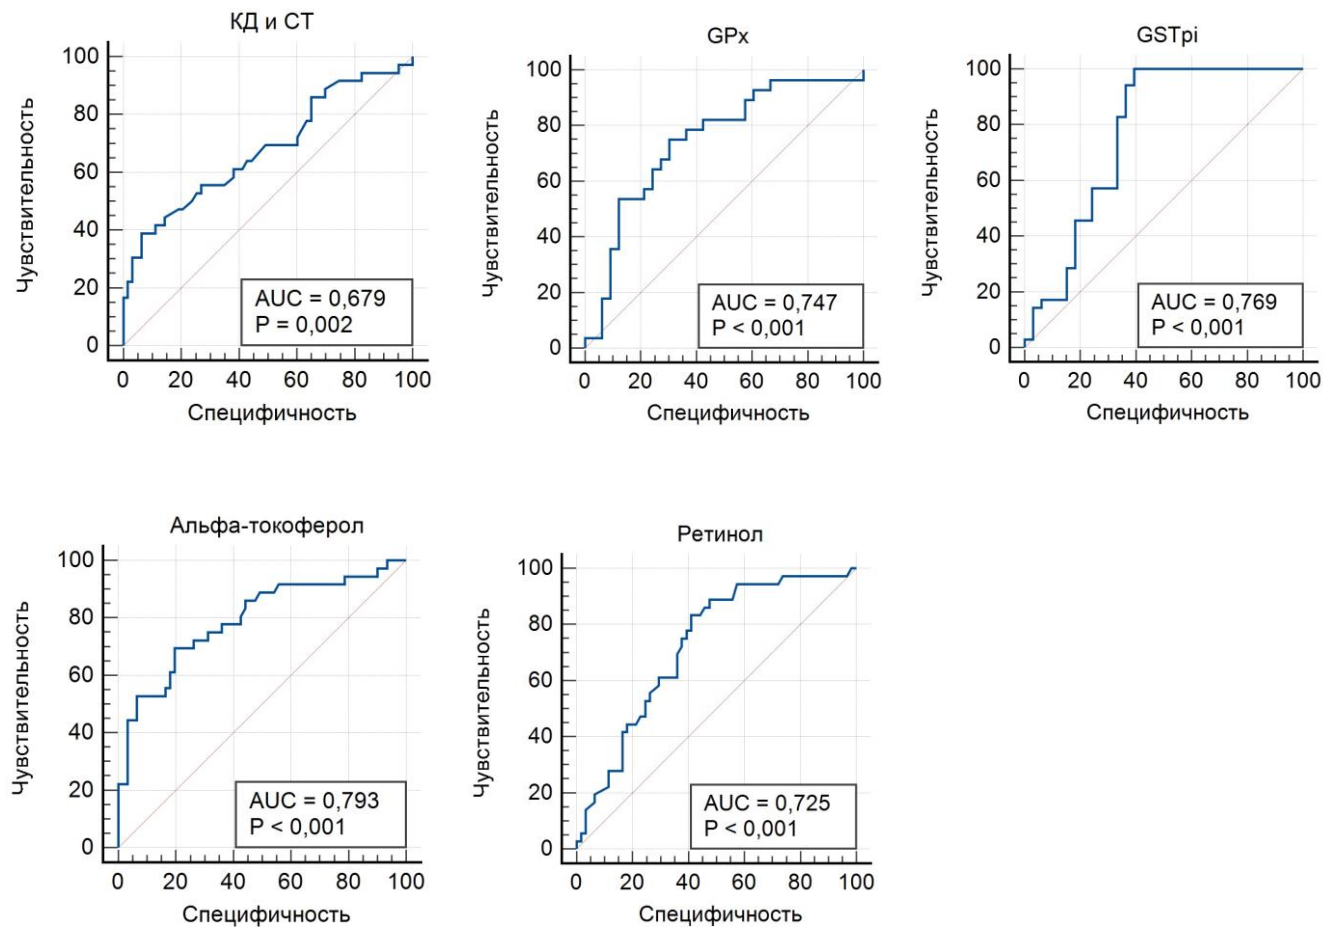 КД и СТ
100
80
60
40
20
0
Чувствительность
AUC = 0,679
P = 0,002
0 20 40 60 80 100
Специфичность
GPx
100
80
60
40
20
0
Чувствительность
AUC = 0,747
P < 0,001
0 20 40 60 80 100
Специфичность
GSTpi
100
80
60
40
20
0
Чувствительность
AUC = 0,769
P < 0,001
0 20 40 60 80 100
Специфичность
Альфа-токоферол
100
80
60
40
20
0
Чувствительность
AUC = 0,793
P < 0,001
0 20 40 60 80 100
Специфичность
Ретинол
100
80
60
40
20
0
Чувствительность
AUC = 0,725
P < 0,001
0 20 40 60 80 100
Специфичность